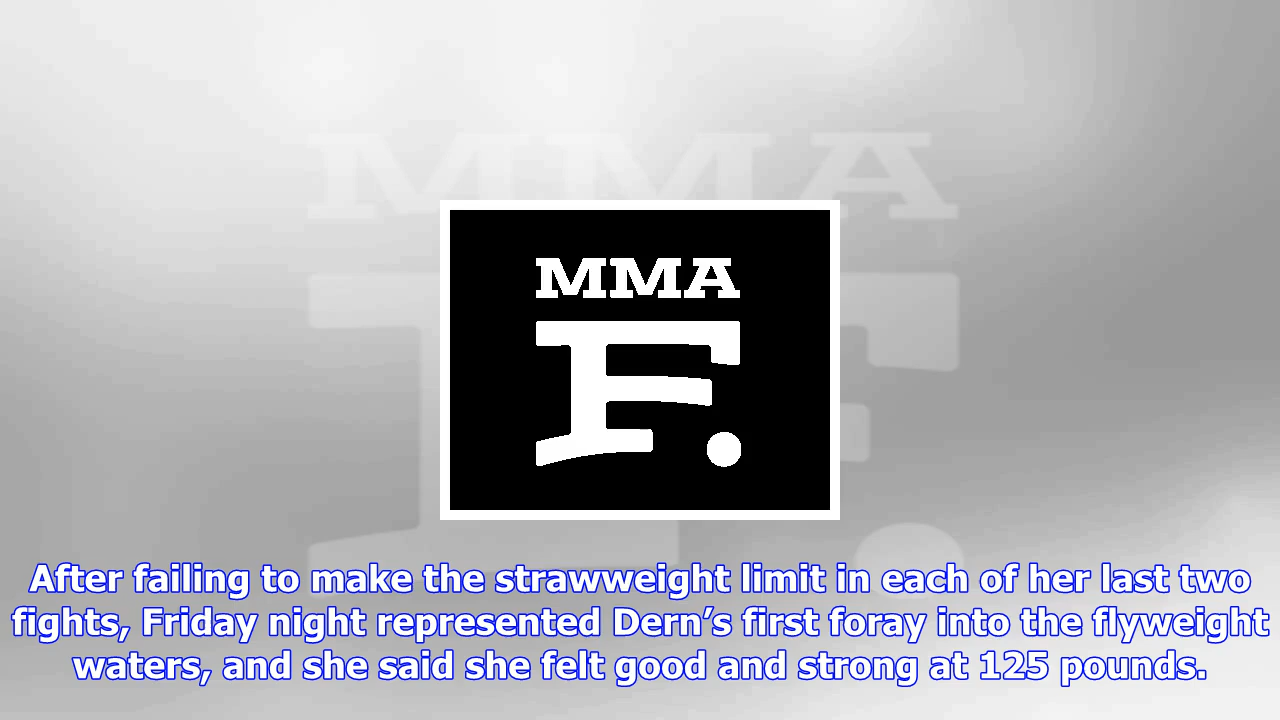 MMA
MMA
F.
After failing to make the strawweight limit in each of her last two
fights, Friday night represented Dern’s first foray into the flyweight
waters, and she said she felt good and strong at 125 pounds.